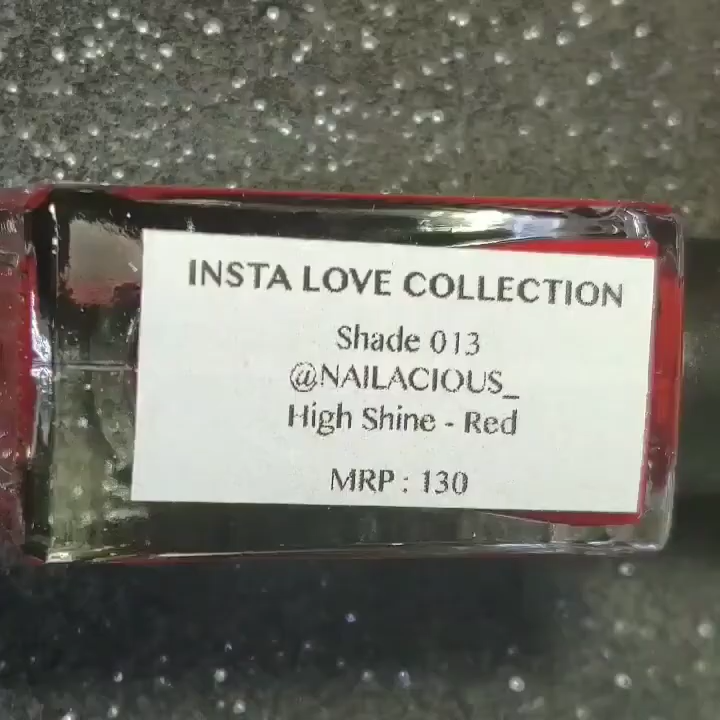 INSTA LOVE COLLECTION
Shade 013
@NAILACIOUS_
High Shine - Red
MRP : 130